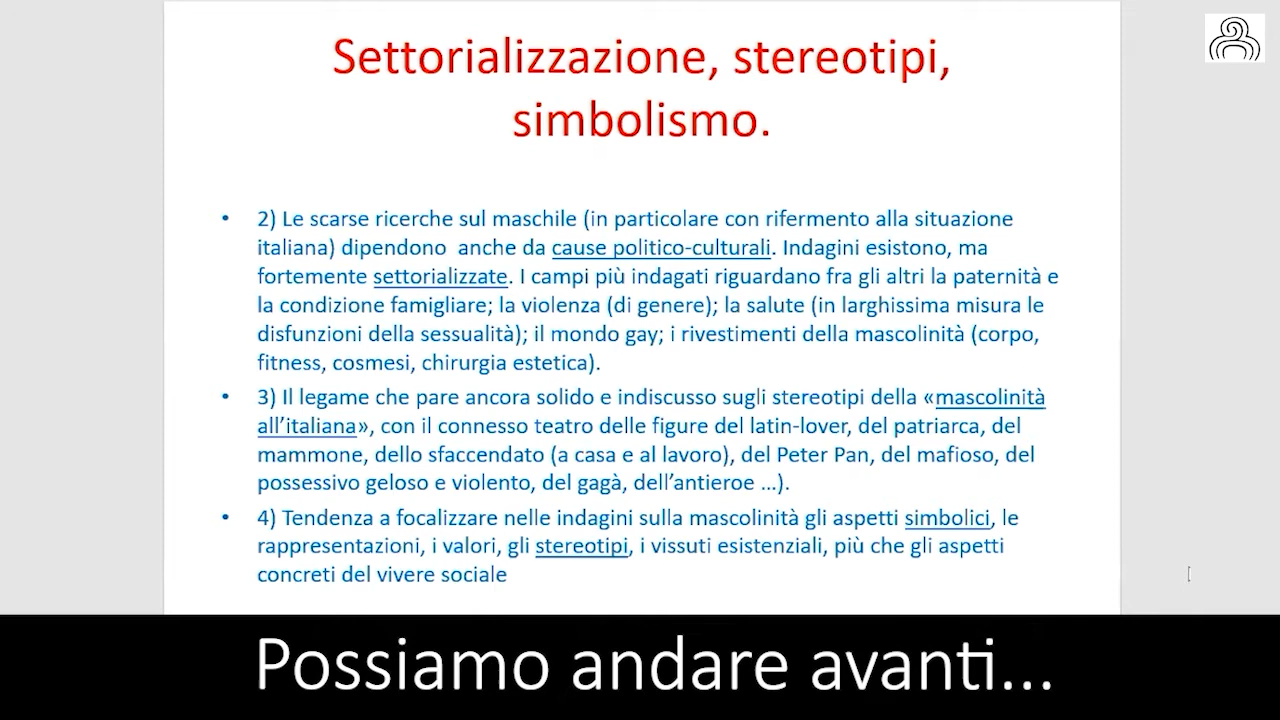 Settorializzazione, stereotipi,
simbolismo.
• 2) Le scarse ricerche sul maschile (in particolare con rifermento alla situazione
italiana) dipendono  anche da cause politico-culturali. Indagini esistono, ma
fortemente settorializzate. I campi più indagati riguardano fra gli altri la paternità e
la condizione famigliare; la violenza (di genere); la salute (in larghissima misura le
disfunzioni della sessualità); il mondo gay; i rivestimenti della mascolinità (corpo,
fitness, cosmesi, chirurgia estetica).
• 3) Il legame che pare ancora solido e indiscusso sugli stereotipi della «mascolinità
all’italiana», con il connesso teatro delle figure del latin-lover, del patriarca, del
mammone, dello sfaccendato (a casa e al lavoro), del Peter Pan, del mafioso, del
possessivo geloso e violento, del gagà, dell’antieroe …).
• 4) Tendenza a focalizzare nelle indagini sulla mascolinità gli aspetti simbolici, le
rappresentazioni, i valori, gli stereotipi, i vissuti esistenziali, più che gli aspetti
concreti del vivere sociale
Possiamo andare avanti...